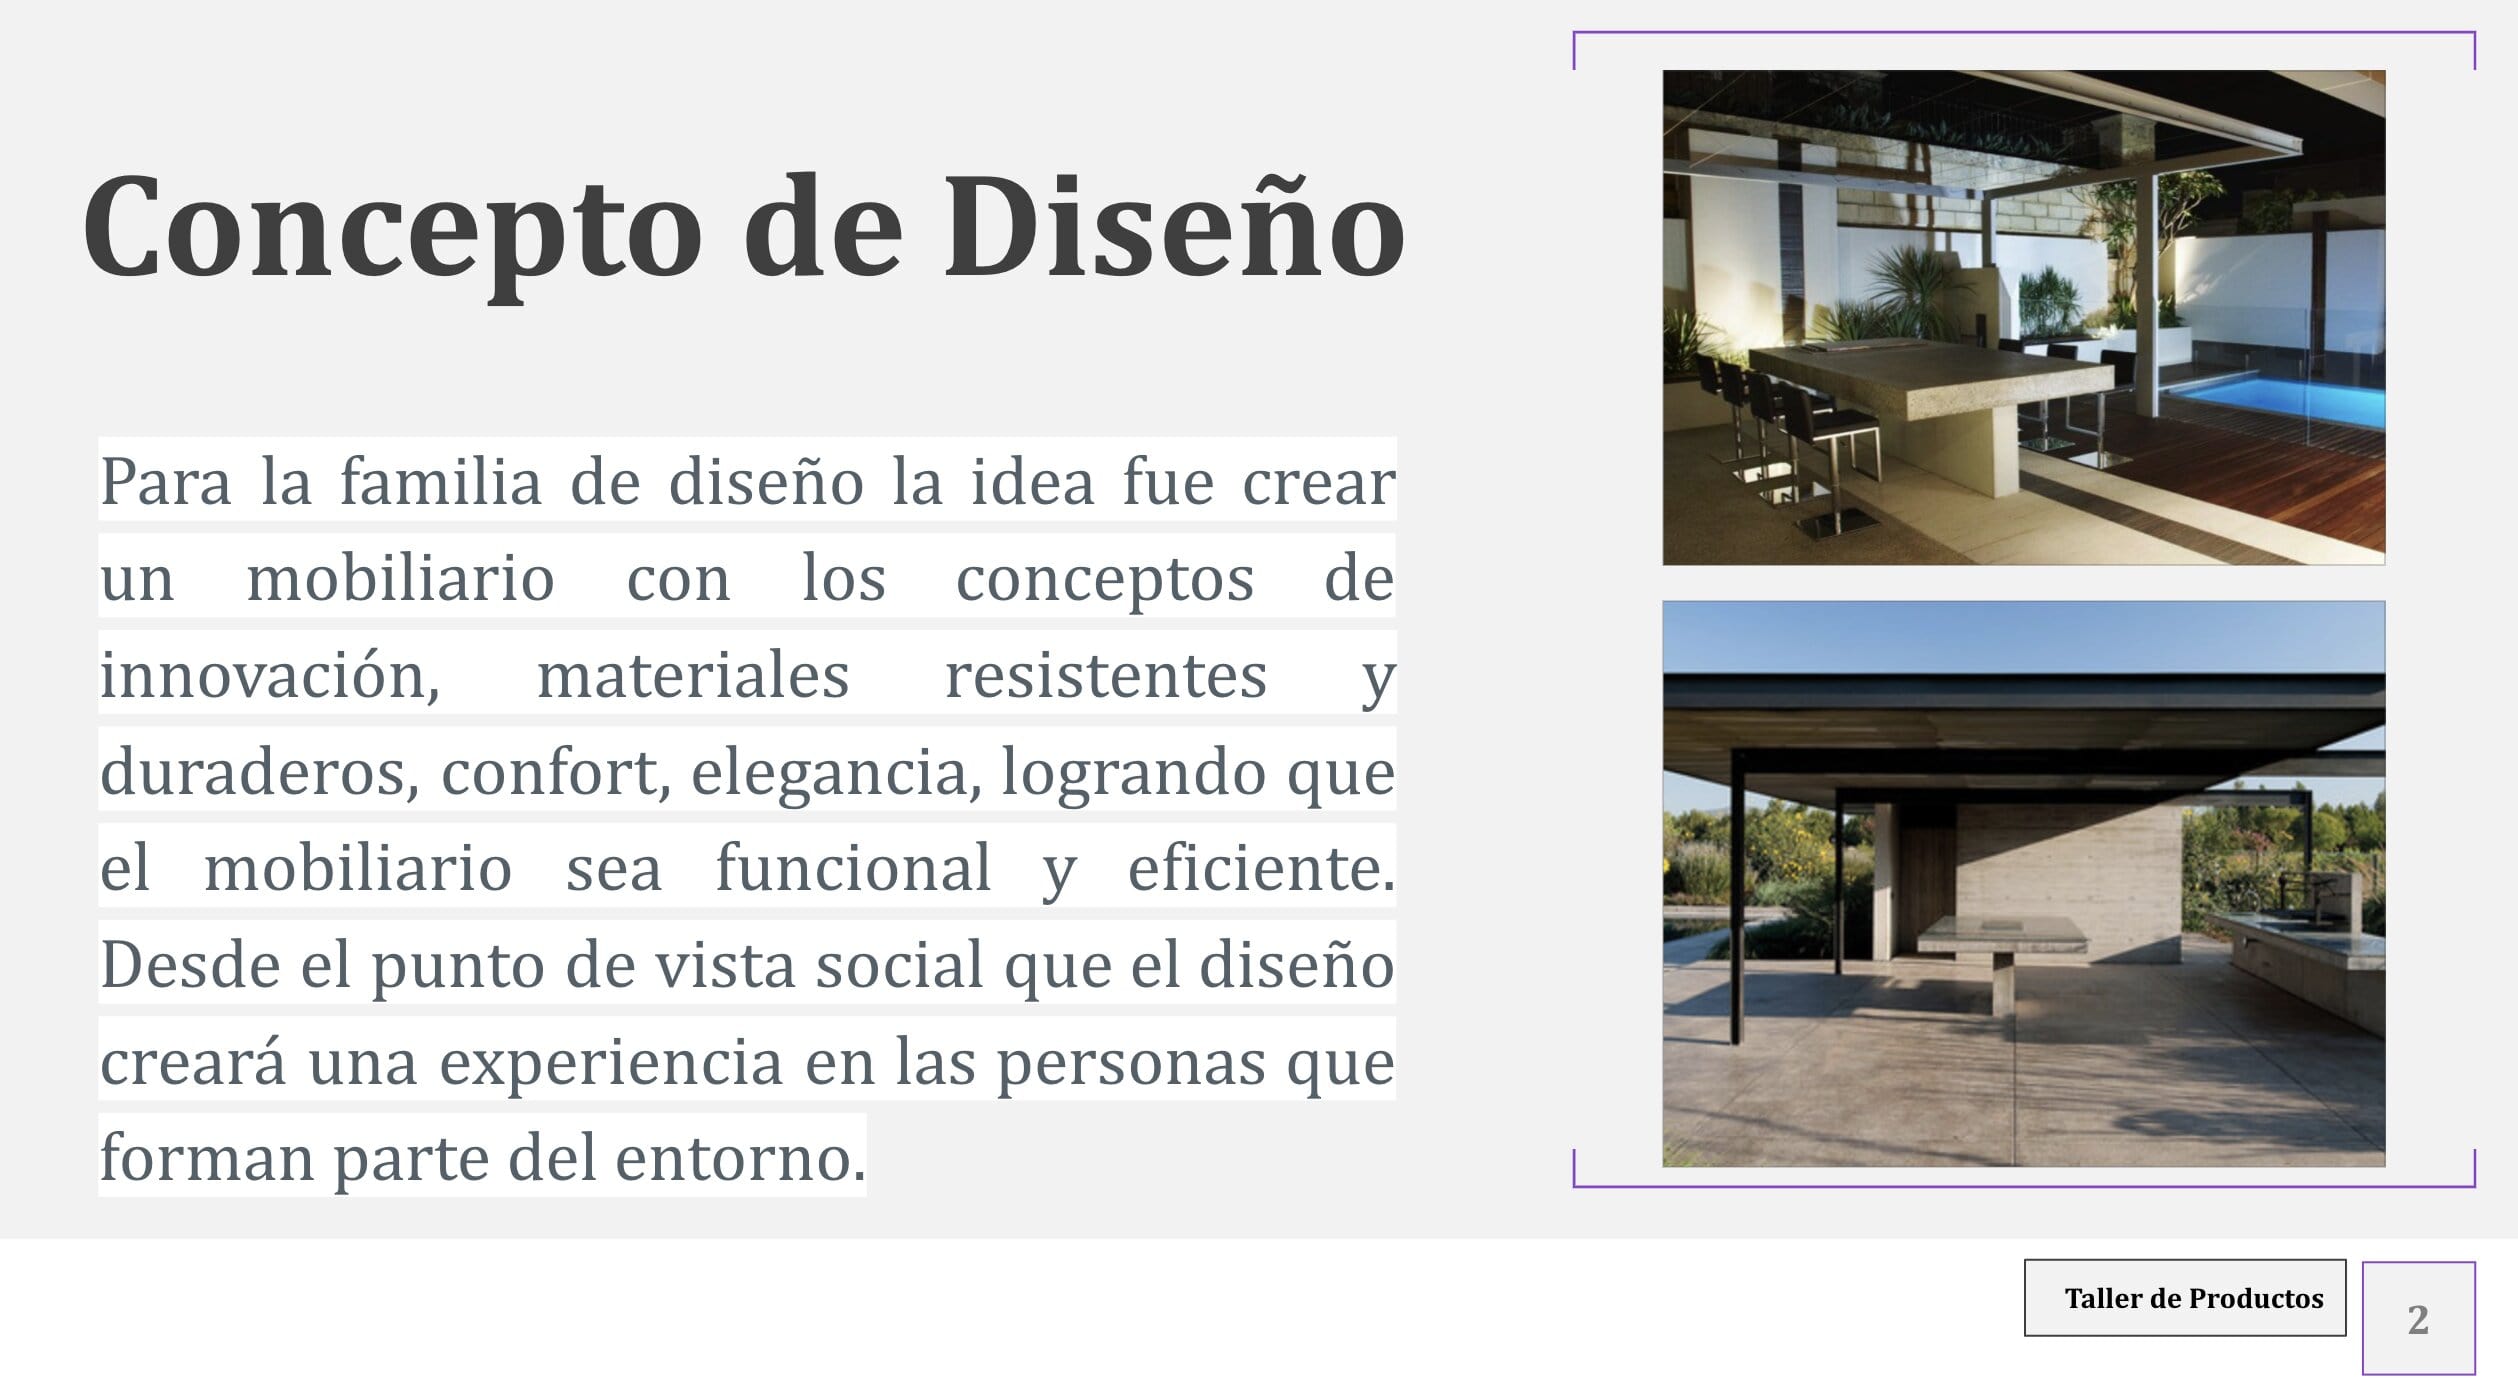 Concepto de Diseño
Para la familia de diseño la idea fue crear
un mobiliario con los conceptos de
innovación, materiales resistentes y
duraderos, confort, elegancia, logrando que
el mobiliario sea funcional y eficiente.
Desde el punto de vista social que el diseño
creará una experiencia en las personas que
forman parte del entorno.
Taller de Productos
2